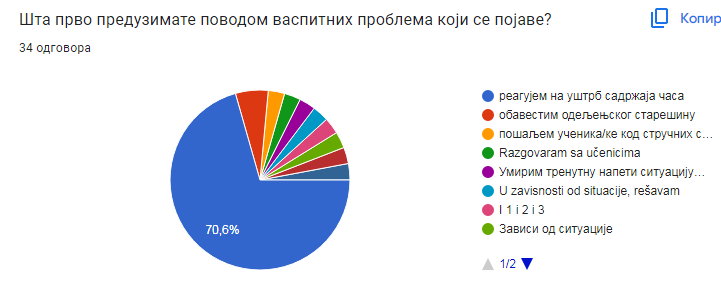 Шта прво предузимате поводом васпитних проблема који се појаве?
Копир
34 одговора
70,6%
реагујем на уштрб садржаја часа
обавестим одељењског старешину
пошаљем ученика/ке код стручних с...
Razgovaram sa učenicima
Умирим тренутну напети ситуацију...
U zavisnosti od situacije, rešavam
I 1 i 2 i 3
Зависи од ситуације
1/2